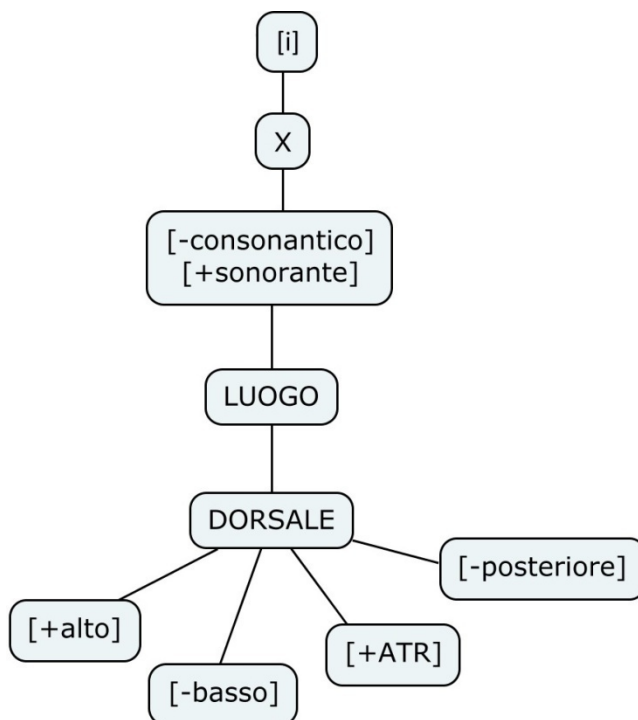 [i]
X
[-consonantico]
[+sonorante]
LUOGO
DORSALE
[-posteriore]
[+alto]
[+ATR]
[-basso]